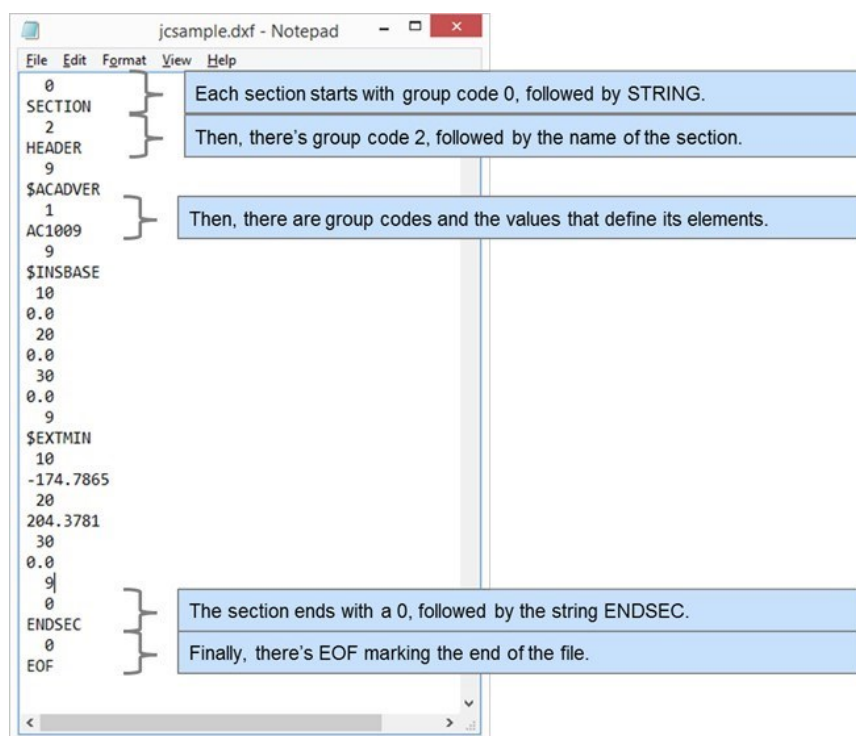 jcsample.dxf - Notepad
File Edit Format View Help
0
SECTION
2
HEADER
9
$ACADVER
1
AC1009
9
$INSBASE
10
0.0
20
0.0
30
0.0
9
$EXTMIN
10
-174.7865
20
204.3781
30
0.0
9
0
ENDSEC
0
EOF
Each section starts with group code 0, followed by STRING.
Then, there's group code 2, followed by the name of the section.
Then, there are group codes and the values that define its elements.
The section ends with a 0, followed by the string ENDSEC.
Finally, there's EOF marking the end of the file.